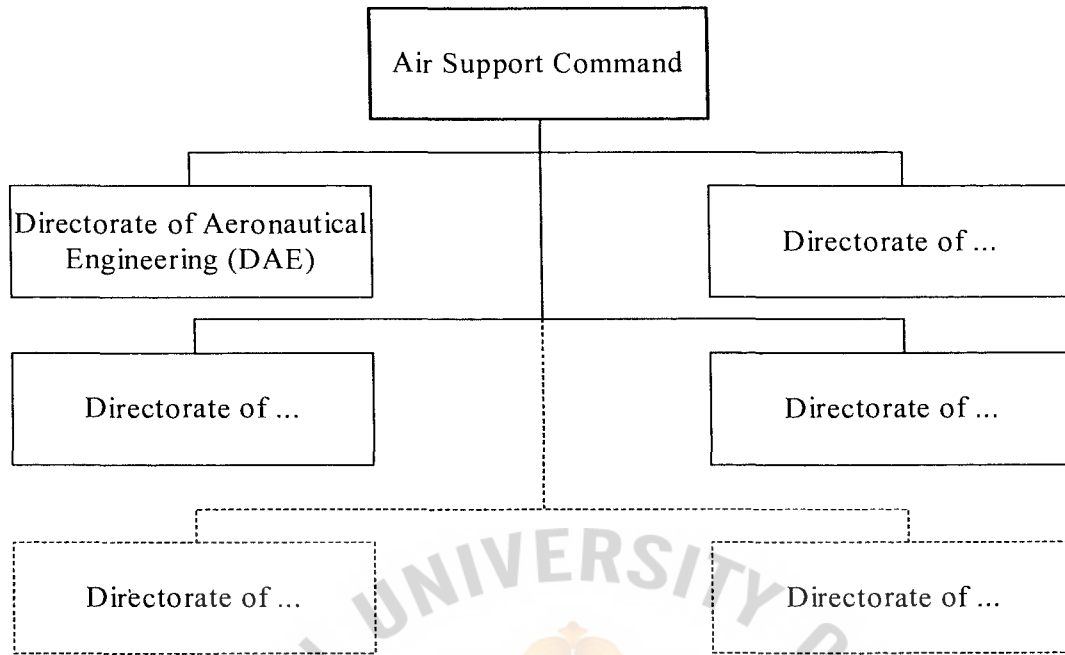 Air Support Command
Directorate of Aeronautical
Engineering (DAE)
Directorate of ...
Directorate of ...
Directorate of ...
Directorate of ...
Directorate of ...
UNIVERSITY